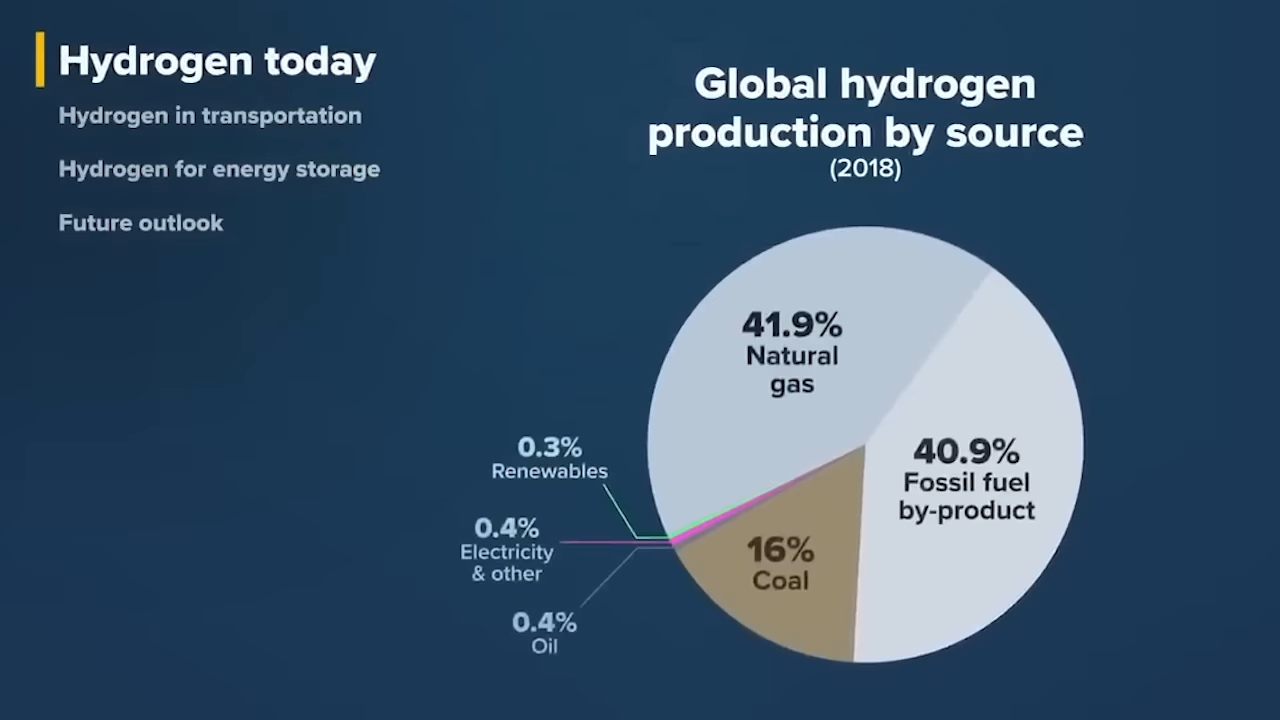 Hydrogen today
Hydrogen in transportation
Hydrogen for energy storage
Future outlook
Global hydrogen
production by source
(2018)
41.9%
Natural
gas
40.9%
Fossil fuel
by-product
16%
Coal
0.3%
Renewables
0.4%
Electricity
& other
0.4%
Oil